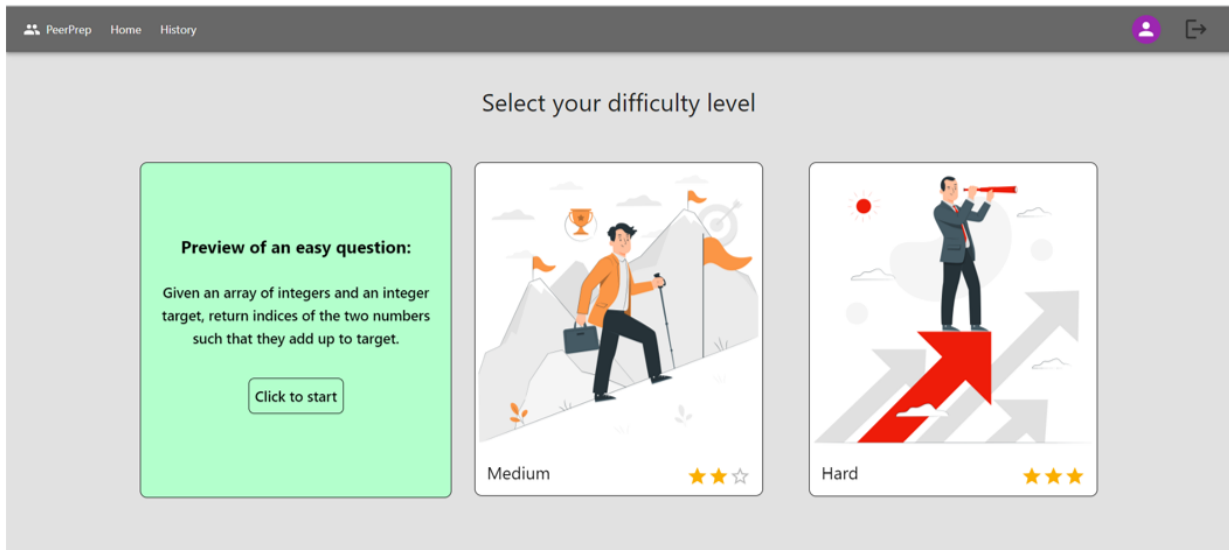 PeerPrep Home History
Select your difficulty level
Preview of an easy question:
Given an array of integers and an integer
target, return indices of the two numbers
such that they add up to target.
Click to start
Medium
Hard